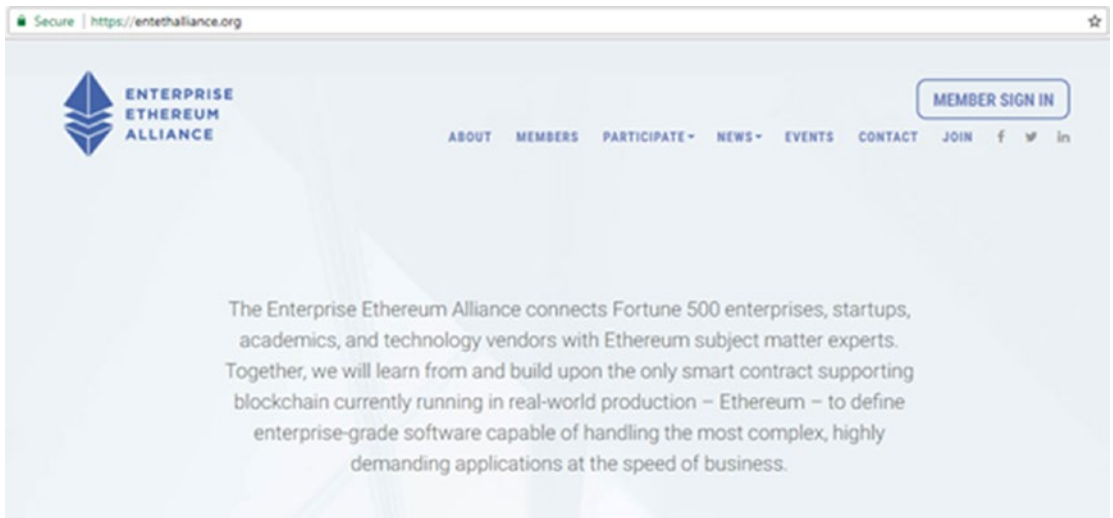 Secure | https://entethalliance.org
ENTERPRISE
ETHEREUM
ALLIANCE
MEMBER SIGN IN
ABOUT MEMBERS PARTICIPATE NEWS EVENTS CONTACT JOIN f in
The Enterprise Ethereum Alliance connects Fortune 500 enterprises, startups,
academics, and technology vendors with Ethereum subject matter experts.
Together, we will learn from and build upon the only smart contract supporting
blockchain currently running in real-world production – Ethereum – to define
enterprise-grade software capable of handling the most complex, highly
demanding applications at the speed of business.